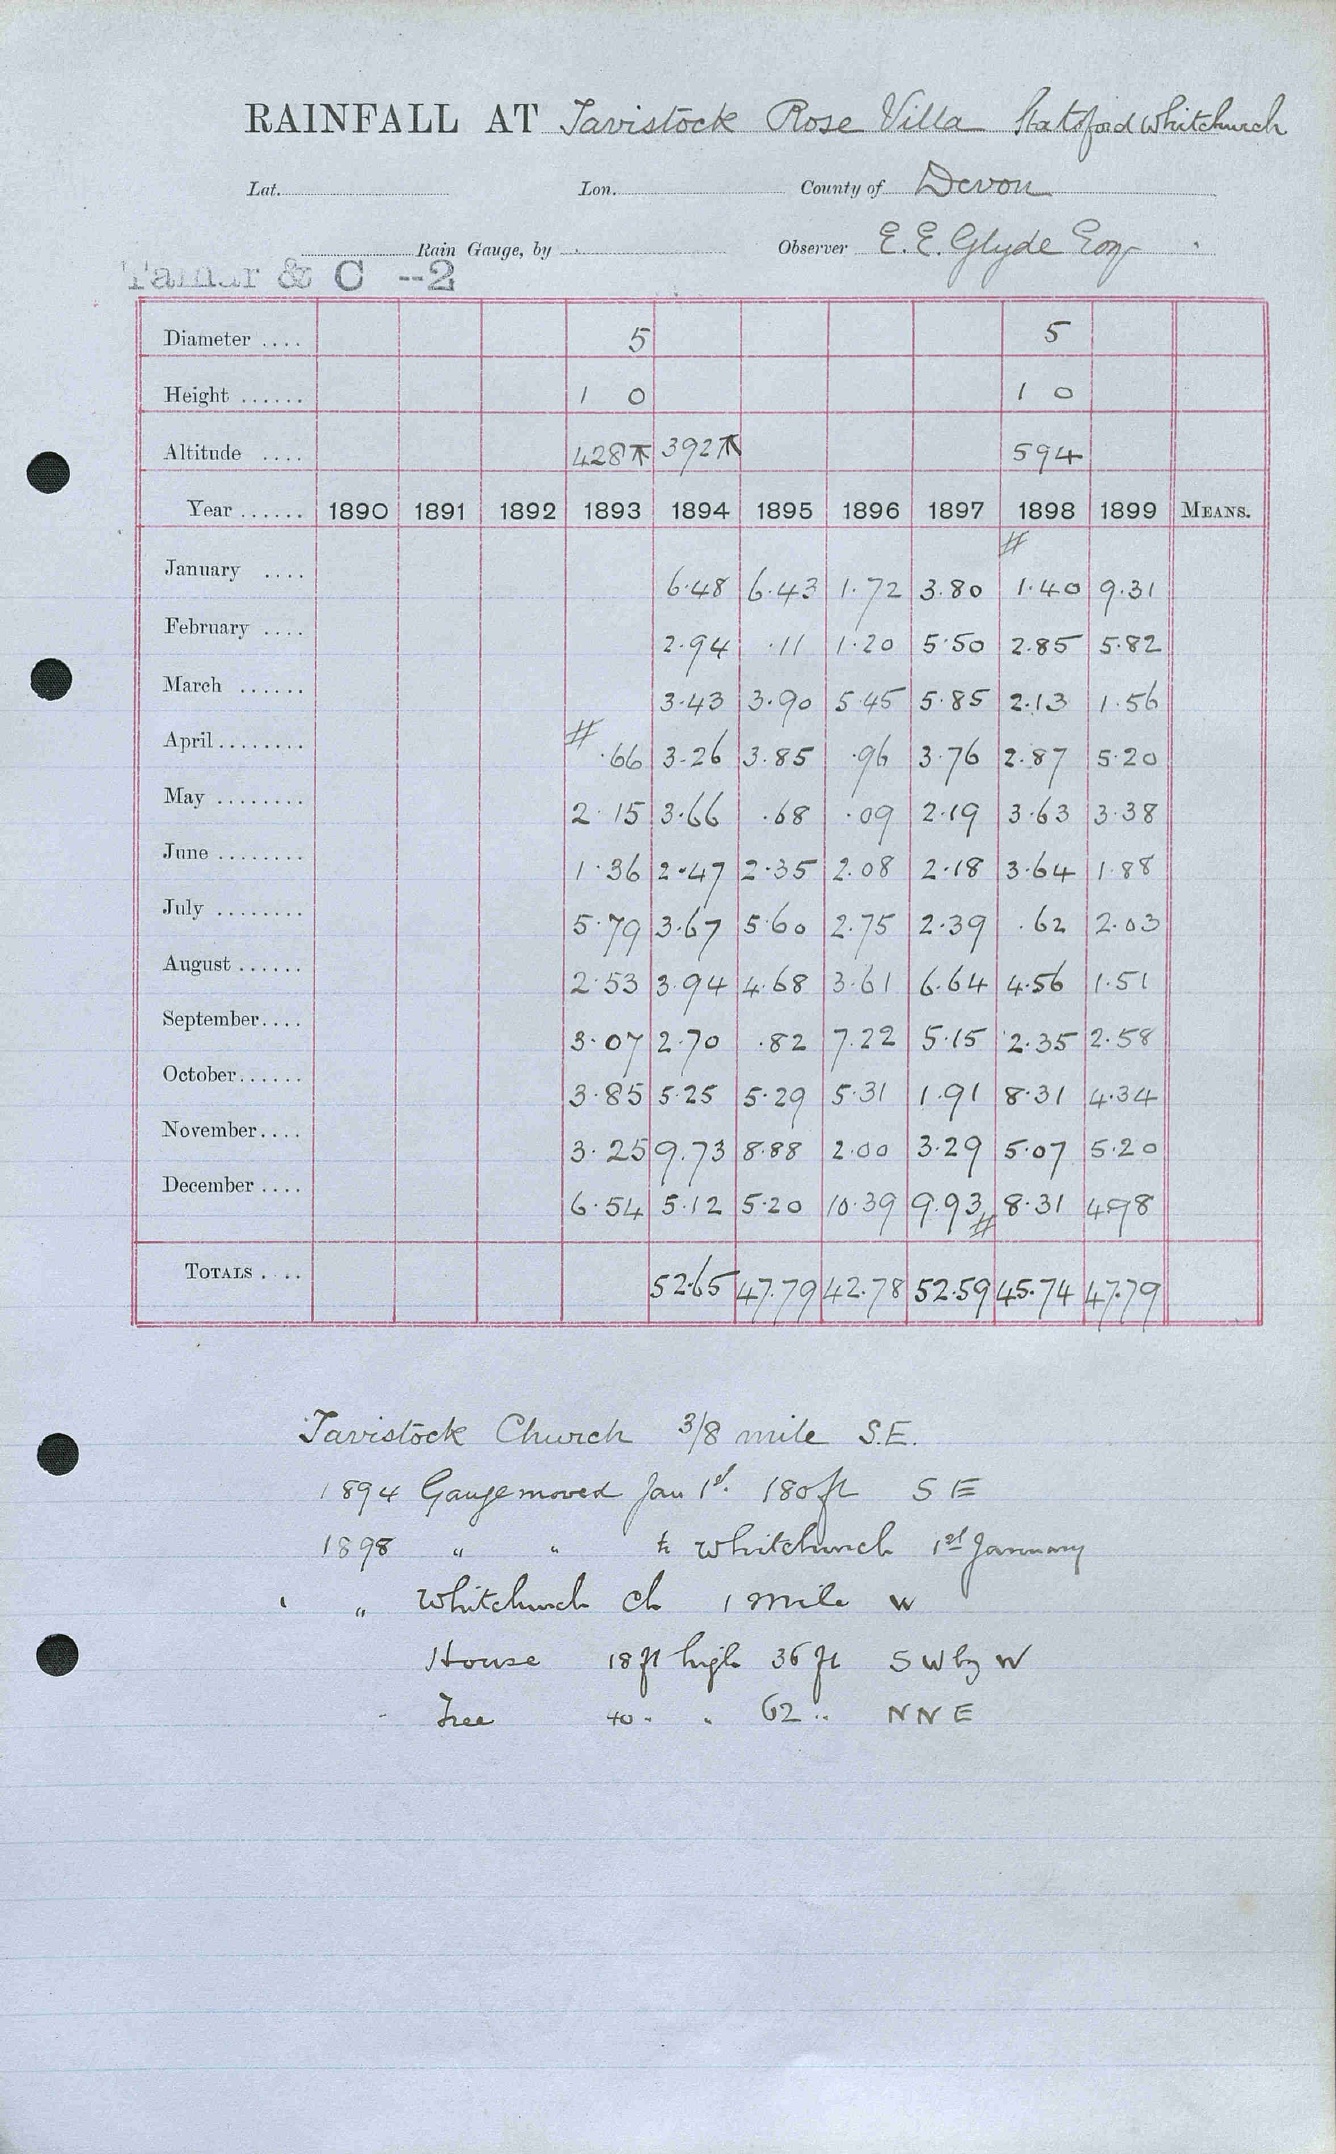 RAINFALL AT Tavistock Rose Villa Statsford Whitchurch
Lat. Lon. County of Devon
Rain Gauge, by Observer E. E. Glyde Esq
Tamar & C --2
Diameter .... 5 5
Height ...... 1 0 1 0
Altitude .... 428 392 594
Year ...... 1890 1891 1892 1893 1894 1895 1896 1897 1898 1899 MEANS.
#
January .... 6.48 6.43 1.72 3.80 1.40 9.31
February .... 2.94 .11 1.20 5.50 2.85 5.82
March ...... 3.43 3.90 5.45 5.85 2.13 1.56
April ........ # .66 3.26 3.85 .96 3.76 2.87 5.20
May ........ 2.15 3.66 .68 .09 2.19 3.63 3.38
June ........ 1.36 2.47 2.35 2.08 2.18 3.64 1.88
July ........ 5.79 3.67 5.60 2.75 2.39 .62 2.03
August ...... 2.53 3.94 4.68 3.61 6.64 4.56 1.51
September .... 3.07 2.70 .82 7.22 5.15 2.35 2.58
October ...... 3.85 5.25 5.29 5.31 1.91 8.31 4.34
November .... 3.25 9.73 8.88 2.00 3.29 5.07 5.20
December .... 6.54 5.12 5.20 10.39 9.93 # 8.31 4.98
TOTALS .... 52.65 47.79 42.78 52.59 45.74 47.79
Tavistock Church 3/8 mile S.E.
1894 Gauge moved Jan 1st. 180 ft S E
1898 " " to Whitchurch 1st January
" " Whitchurch Ch 1 mile W
House 18 ft high 36 ft S W by W
Tree 40 " " 62 " N N E